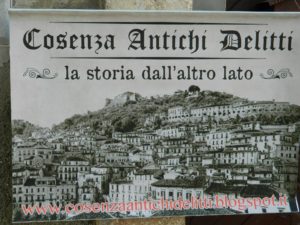 Cosenza Antichi Delitti
la storia dall'altro lato
www.cosenzaantichidelitti.blogspot.it